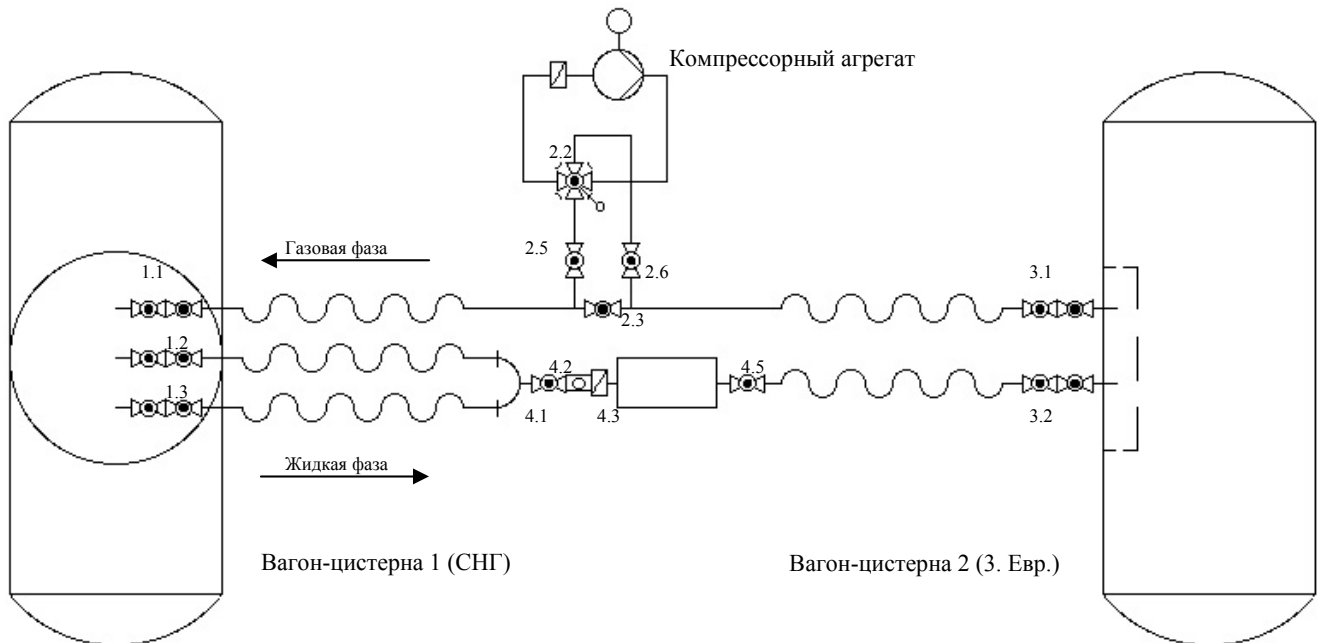 Компрессорный агрегат
2.2
2.5
2.6
Газовая фаза
1.1
2.3
3.1
1.2
4.2
4.5
1.3
4.1
4.3
3.2
Жидкая фаза
Вагон-цистерна 1 (СНГ)
Вагон-цистерна 2 (3. Евр.)